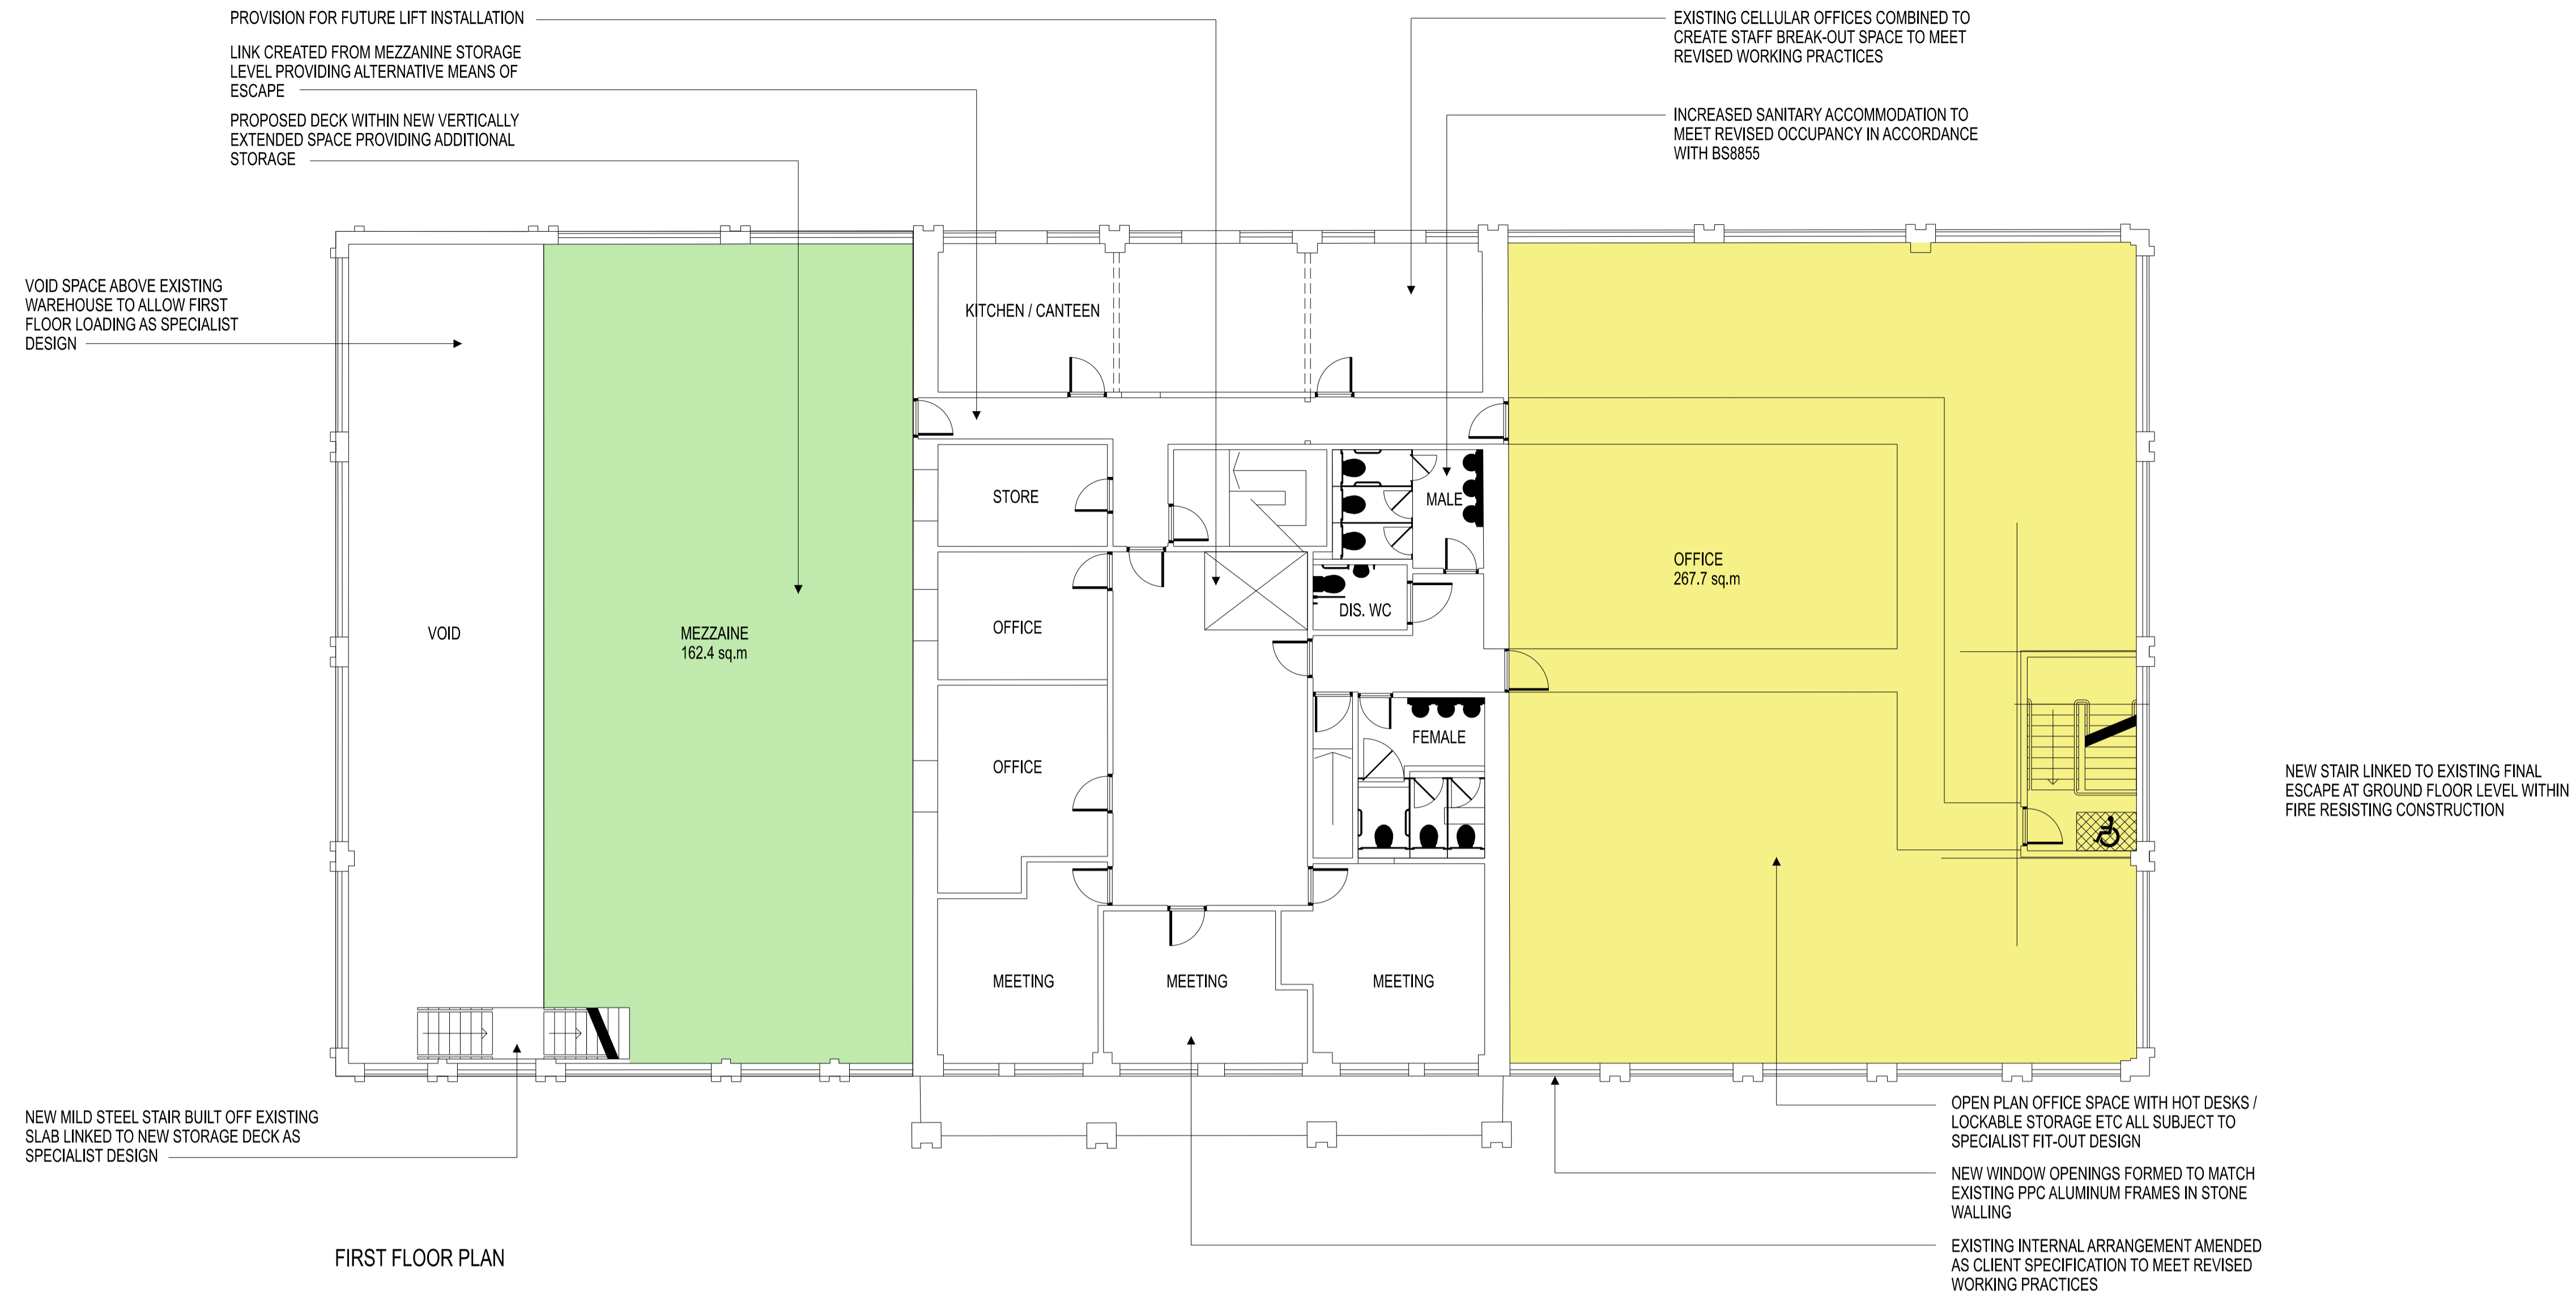 PROVISION FOR FUTURE LIFT INSTALLATION
LINK CREATED FROM MEZZANINE STORAGE
LEVEL PROVIDING ALTERNATIVE MEANS OF
ESCAPE
PROPOSED DECK WITHIN NEW VERTICALLY
EXTENDED SPACE PROVIDING ADDITIONAL
STORAGE
EXISTING CELLULAR OFFICES COMBINED TO
CREATE STAFF BREAK-OUT SPACE TO MEET
REVISED WORKING PRACTICES
INCREASED SANITARY ACCOMMODATION TO
MEET REVISED OCCUPANCY IN ACCORDANCE
WITH BS8855
VOID SPACE ABOVE EXISTING
WAREHOUSE TO ALLOW FIRST
FLOOR LOADING AS SPECIALIST
DESIGN
KITCHEN / CANTEEN
STORE
MALE
OFFICE
267.7 sq.m
DIS. WC
OFFICE
VOID
MEZZAINE
162.4 sq.m
FEMALE
OFFICE
NEW STAIR LINKED TO EXISTING FINAL
ESCAPE AT GROUND FLOOR LEVEL WITHIN
FIRE RESISTING CONSTRUCTION
MEETING
MEETING
MEETING
NEW MILD STEEL STAIR BUILT OFF EXISTING
SLAB LINKED TO NEW STORAGE DECK AS
SPECIALIST DESIGN
OPEN PLAN OFFICE SPACE WITH HOT DESKS /
LOCKABLE STORAGE ETC ALL SUBJECT TO
SPECIALIST FIT-OUT DESIGN
NEW WINDOW OPENINGS FORMED TO MATCH
EXISTING PPC ALUMINUM FRAMES IN STONE
WALLING
EXISTING INTERNAL ARRANGEMENT AMENDED
AS CLIENT SPECIFICATION TO MEET REVISED
WORKING PRACTICES
FIRST FLOOR PLAN